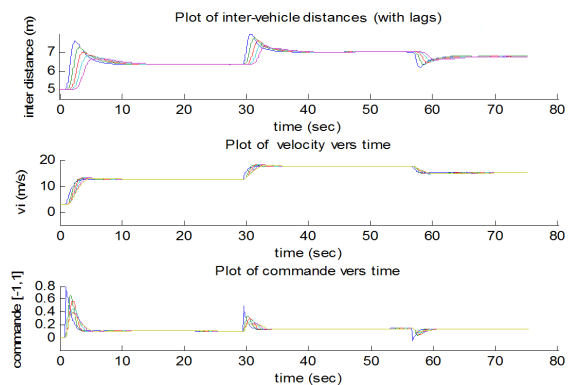 Plot of inter-vehicle distances (with lags)
inter distance (m)
7
6
5
0 10 20 30 40 50 60 70 80
time (sec)
Plot of velocity vers time
vi (m/s)
20
10
0
0 10 20 30 40 50 60 70 80
time (sec)
Plot of commande vers time
commande [-1,1]
0.8
0.6
0.4
0.2
0
0 10 20 30 40 50 60 70 80
time (sec)